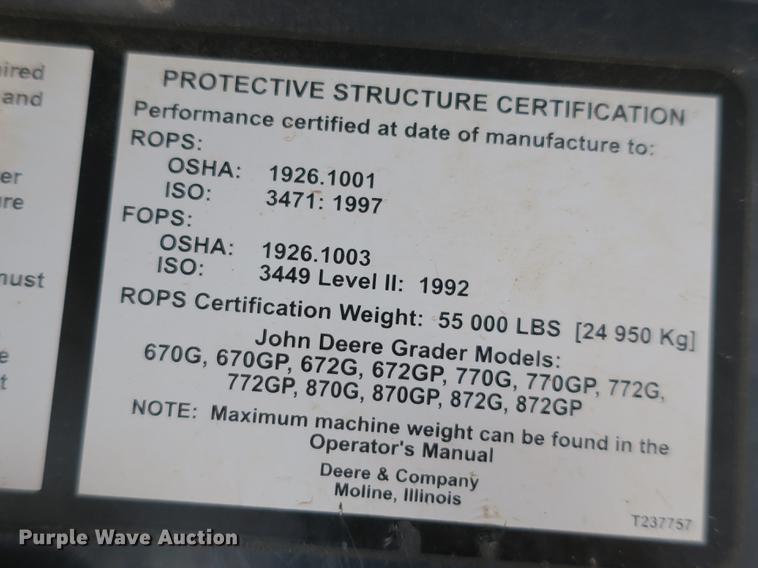 ired
and
er
re
must
e
t
PROTECTIVE STRUCTURE CERTIFICATION
Performance certified at date of manufacture to:
ROPS:
OSHA: 1926.1001
ISO: 3471: 1997
FOPS:
OSHA: 1926.1003
ISO: 3449 Level II: 1992
ROPS Certification Weight: 55 000 LBS [24 950 Kg]
John Deere Grader Models:
670G, 670GP, 672G, 672GP, 770G, 770GP, 772G,
772GP, 870G, 870GP, 872G, 872GP
NOTE: Maximum machine weight can be found in the
Operator's Manual
Deere & Company
Moline, Illinois
T237757
Purple Wave Auction